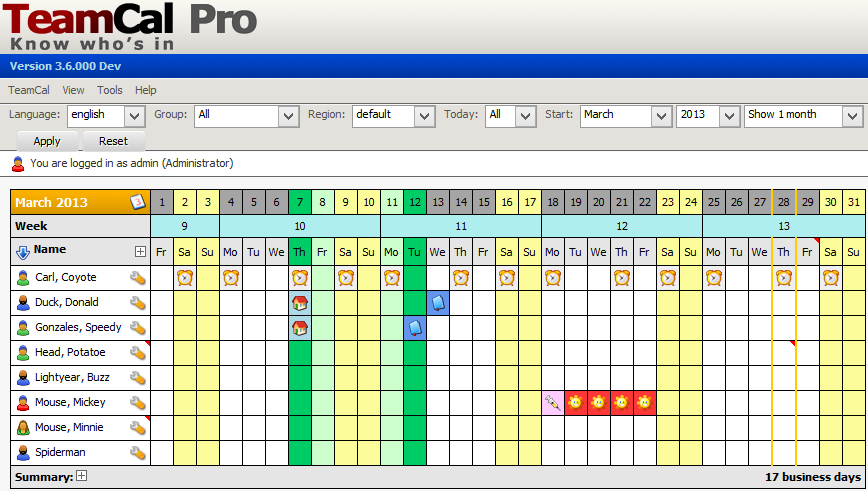 TeamCal Pro
Know who's in
Version 3.6.000 Dev
TeamCal View Tools Help
Language: english Group: All Region: default Today: All Start: March 2013 Show 1 month
Apply Reset
You are logged in as admin (Administrator)
March 2013 1 2 3 4 5 6 7 8 9 10 11 12 13 14 15 16 17 18 19 20 21 22 23 24 25 26 27 28 29 30 31
Week 9 10 11 12 13
Name Fr Sa Su Mo Tu We Th Fr Sa Su Mo Tu We Th Fr Sa Su Mo Tu We Th Fr Sa Su Mo Tu We Th Fr Sa Su
Carl, Coyote
Duck, Donald
Gonzales, Speedy
Head, Potatoe
Lightyear, Buzz
Mouse, Mickey
Mouse, Minnie
Spiderman
Summary: 17 business days